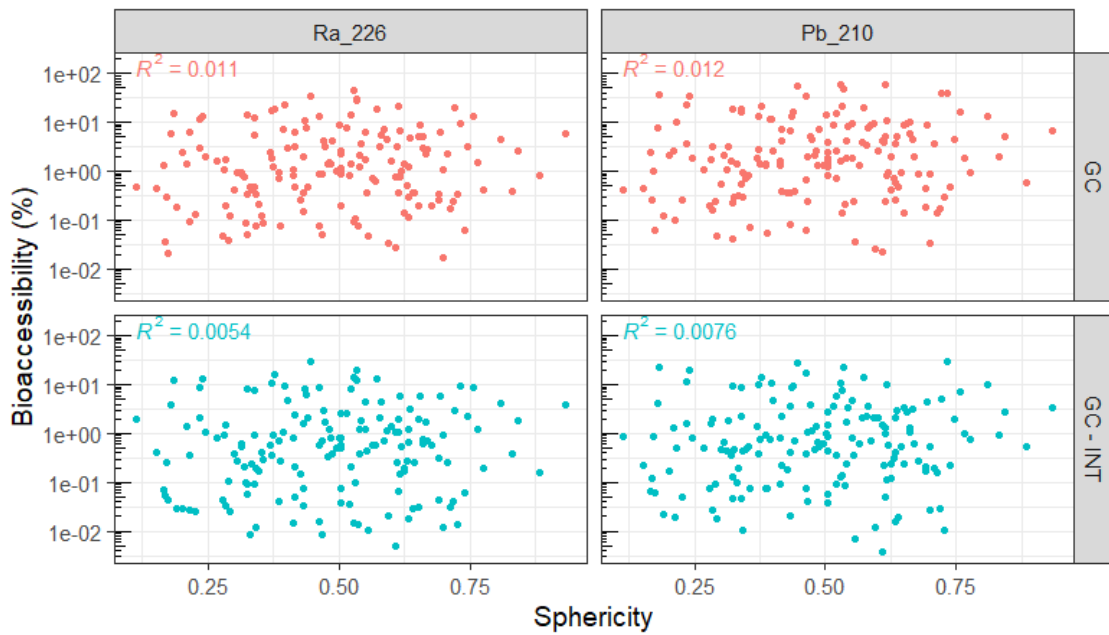 Ra_226
Pb_210
R² = 0.011
R² = 0.012
1e+02
1e+01
1e+00
1e-01
1e-02
GC
R² = 0.0054
R² = 0.0076
1e+02
1e+01
1e+00
1e-01
1e-02
GC - INT
Bioaccessibility (%)
0.25
0.50
0.75
0.25
0.50
0.75
Sphericity